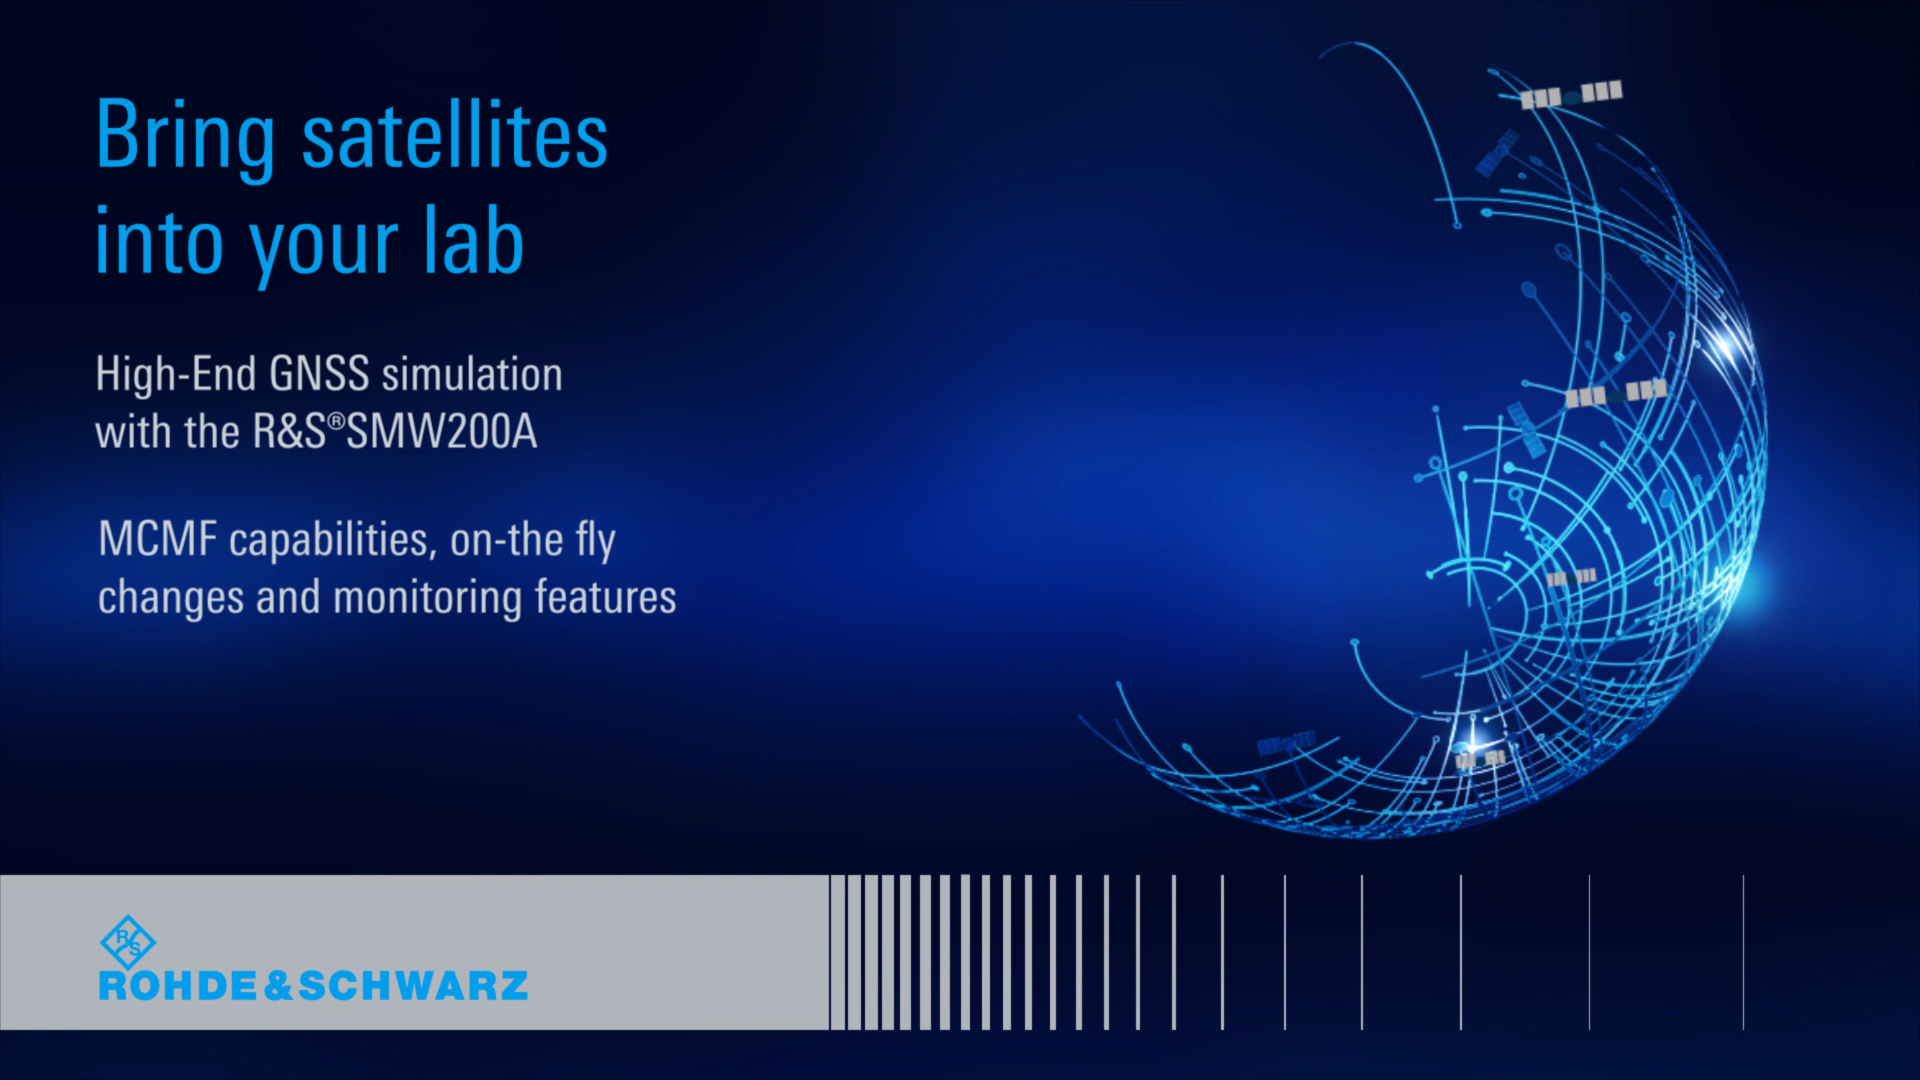 Bring satellites
into your lab
High-End GNSS simulation
with the R&S®SMW200A
MCMF capabilities, on-the fly
changes and monitoring features
RS
ROHDE&SCHWARZ